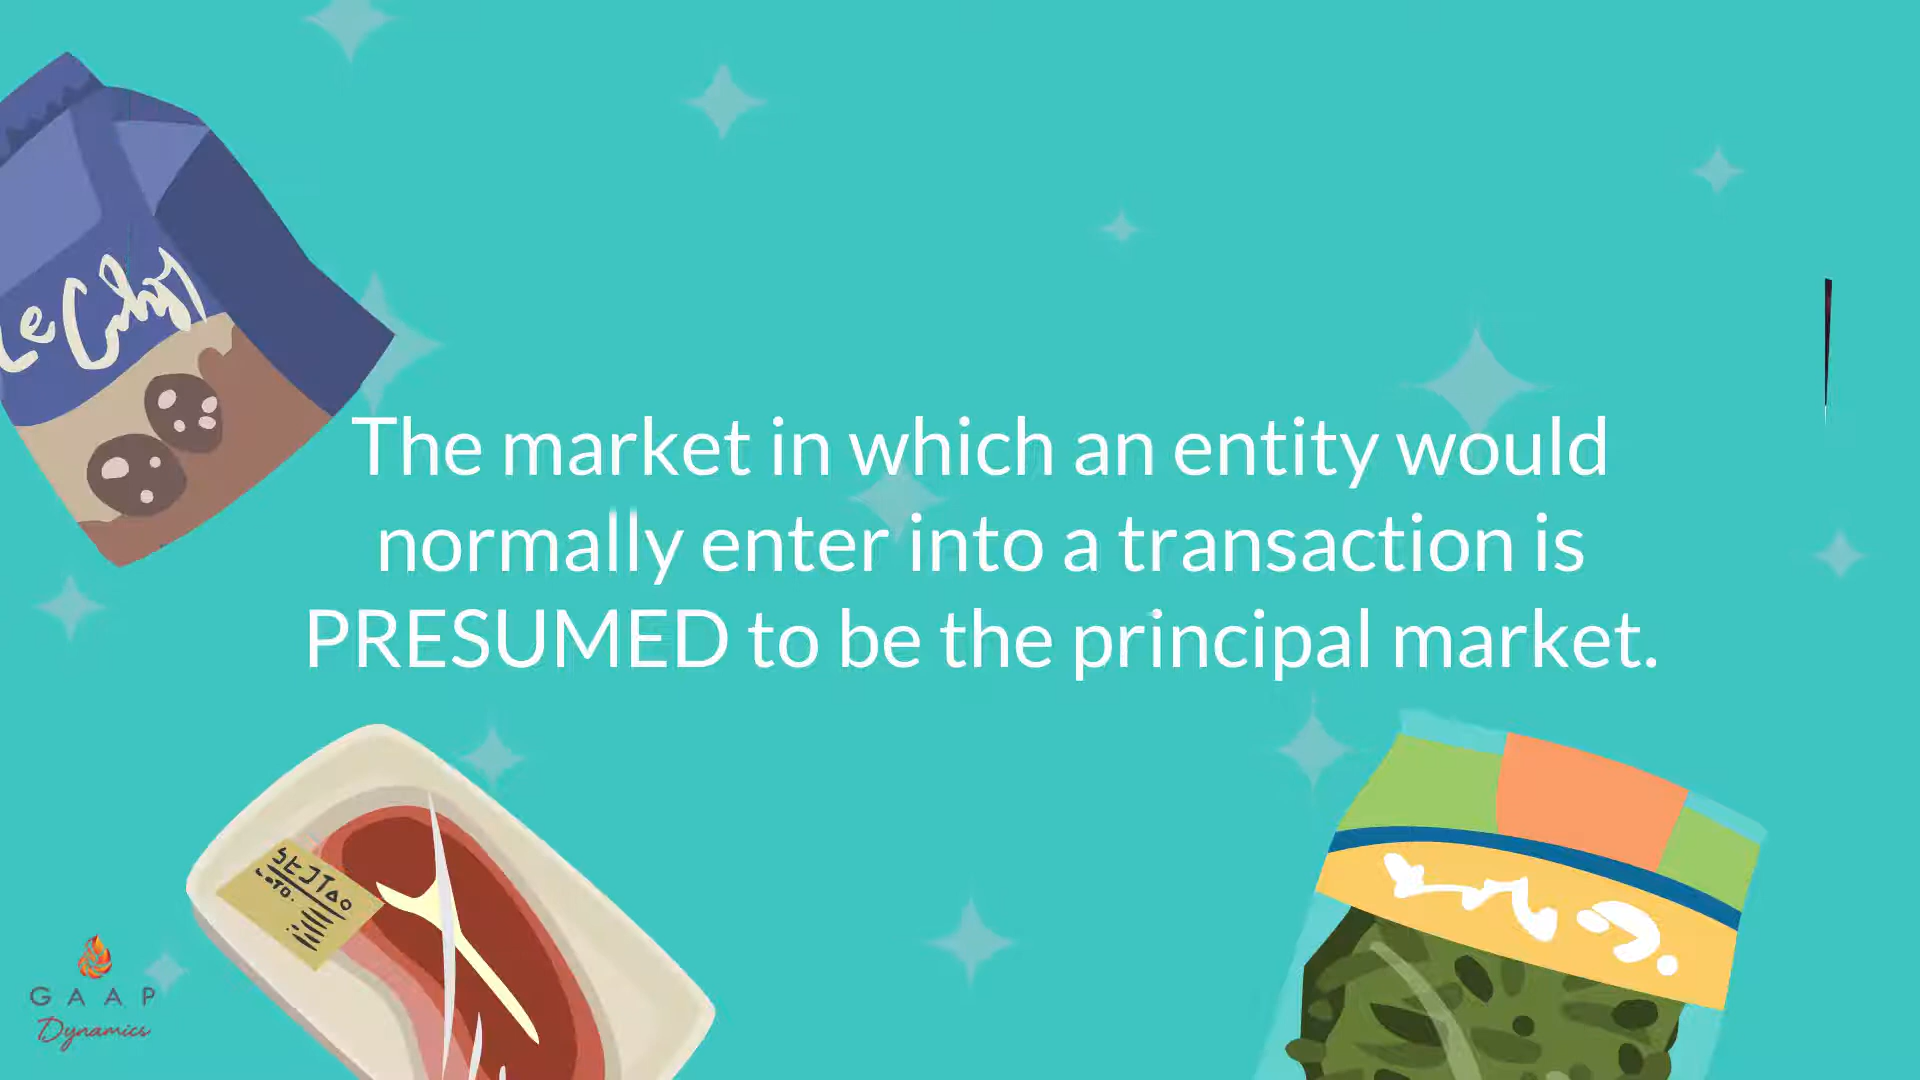 The market in which an entity would
normally enter into a transaction is
PRESUMED to be the principal market.
GAAP
Dynamics